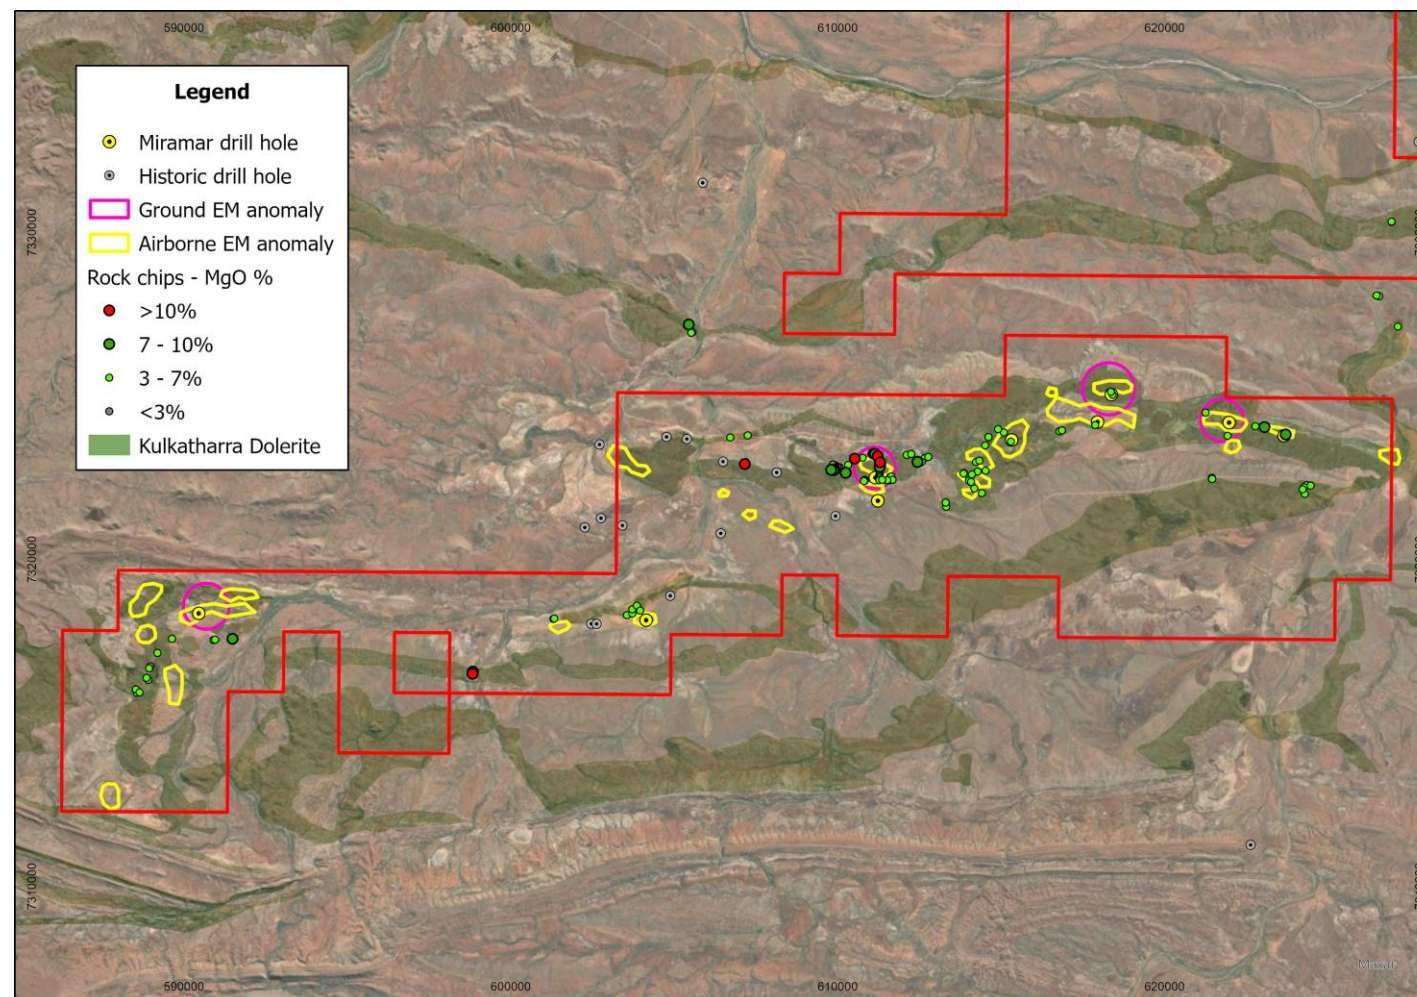 590000
600000
610000
620000
Legend
Miramar drill hole
Historic drill hole
Ground EM anomaly
Airborne EM anomaly
Rock chips - MgO %
>10%
7 - 10%
3 - 7%
<3%
Kulkatharra Dolerite
7330000
7320000
7310000
590000
600000
610000
620000
Maxar